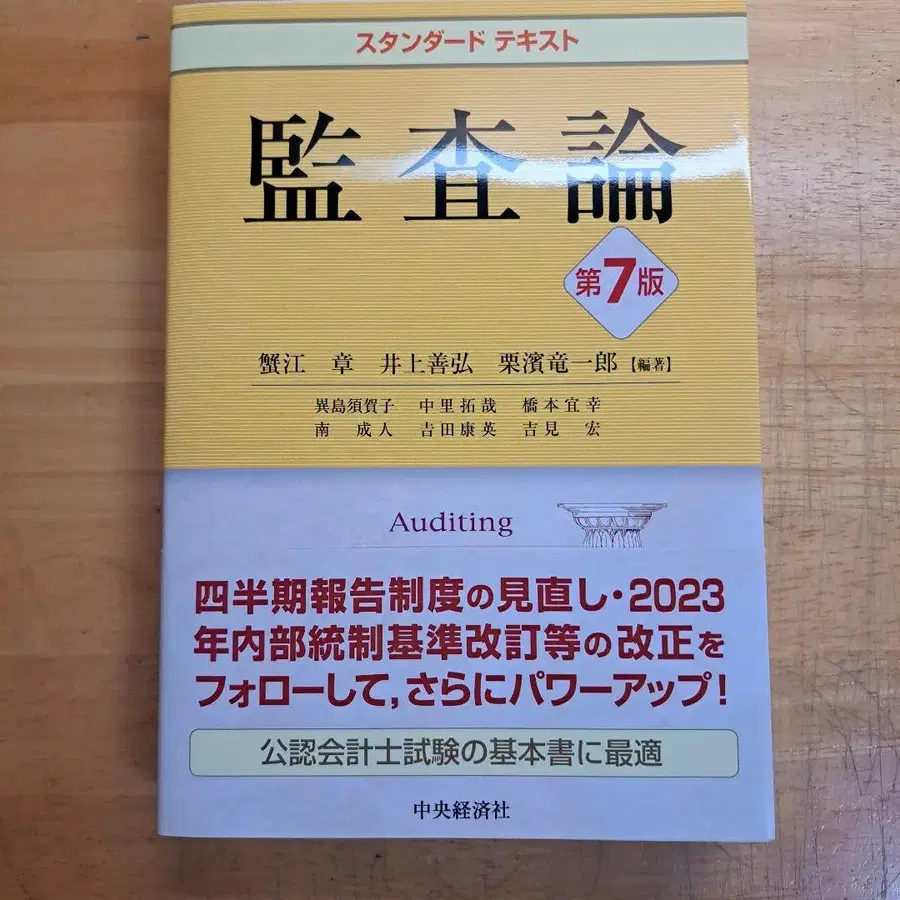 スタンダード テキスト
監査論
第7版
蟹江 章 井上善弘 栗濱竜一郎【編著】
異島須賀子 中里拓哉 橋本宜幸
南 成人 𠮷田康英 吉見 宏
Auditing
四半期報告制度の見直し・2023
年内部統制基準改訂等の改正を
フォローして,さらにパワーアップ!
公認会計士試験の基本書に最適
中央経済社